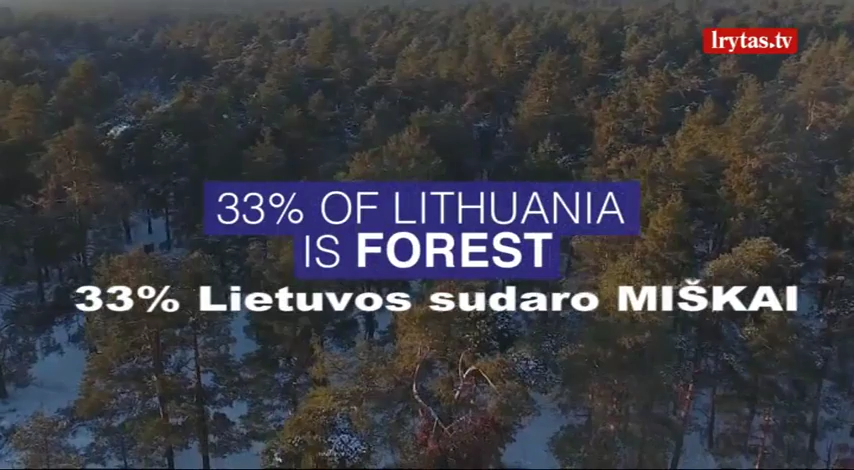 lrytas.tv
33% OF LITHUANIA
IS FOREST
33% Lietuvos sudaro MIŠKAI